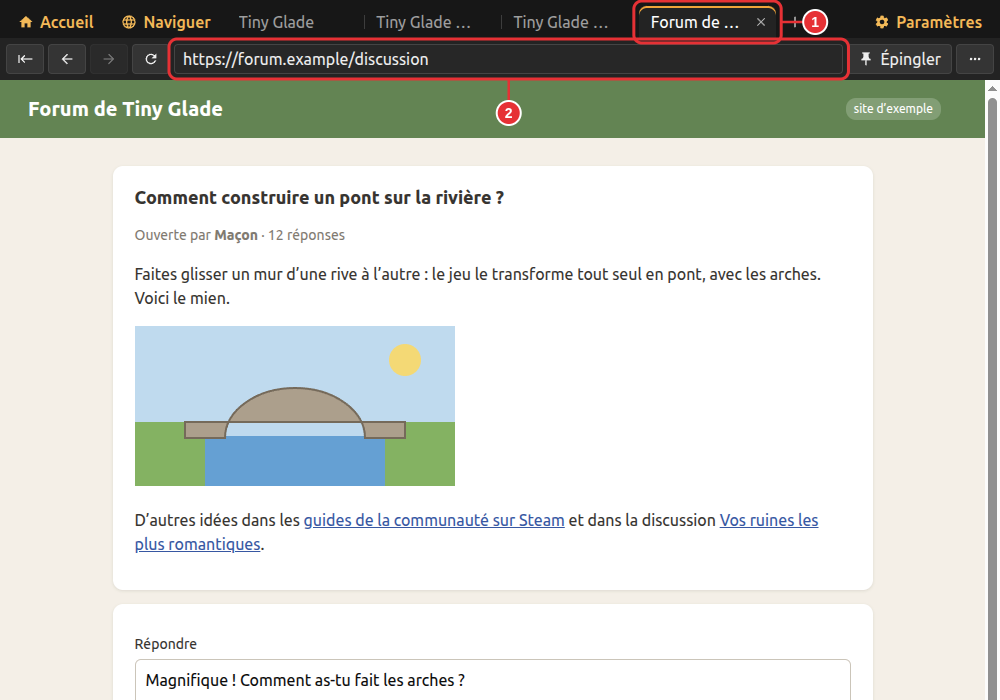 Accueil
Naviguer
Tiny Glade
Tiny Glade ...
Tiny Glade ...
Forum de ...
1
Paramètres
https://forum.example/discussion
Épingler
2
Forum de Tiny Glade
site d'exemple
Comment construire un pont sur la rivière ?
Ouverte par Maçon · 12 réponses
Faites glisser un mur d’une rive à l’autre : le jeu le transforme tout seul en pont, avec les arches.
Voici le mien.
D’autres idées dans les guides de la communauté sur Steam et dans la discussion Vos ruines les
plus romantiques.
Répondre
Magnifique ! Comment as-tu fait les arches ?